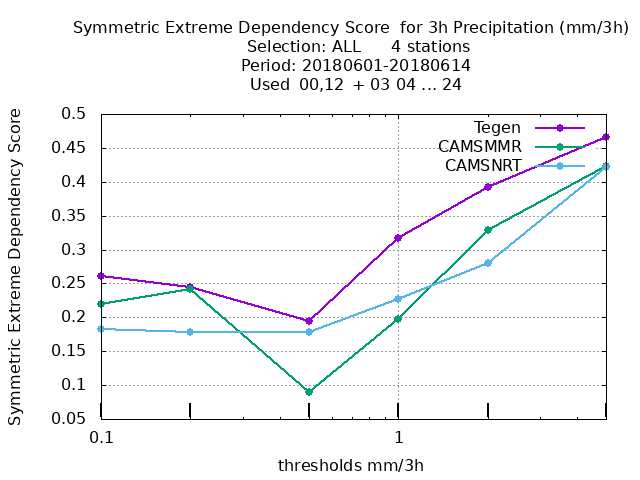 Symmetric Extreme Dependency Score  for 3h Precipitation (mm/3h)
Selection: ALL      4 stations
Period: 20180601-20180614
Used  00,12  + 03 04 ... 24
Symmetric Extreme Dependency Score
0.5
0.45
0.4
0.35
0.3
0.25
0.2
0.15
0.1
0.05
Tegen
CAMSMMR
CAMSNRT
0.1
1
thresholds mm/3h